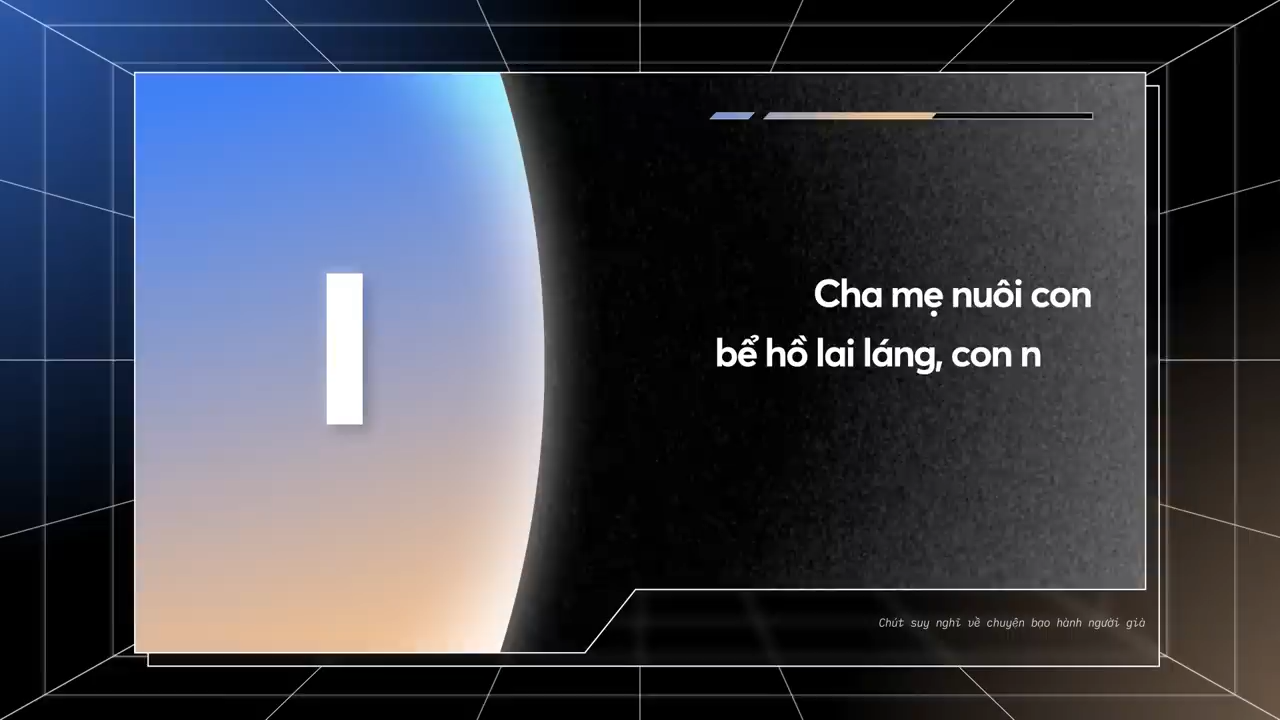 I
Cha mẹ nuôi con
bể hồ lai láng, con n
Chút suy nghĩ về chuyện bạo hành người già